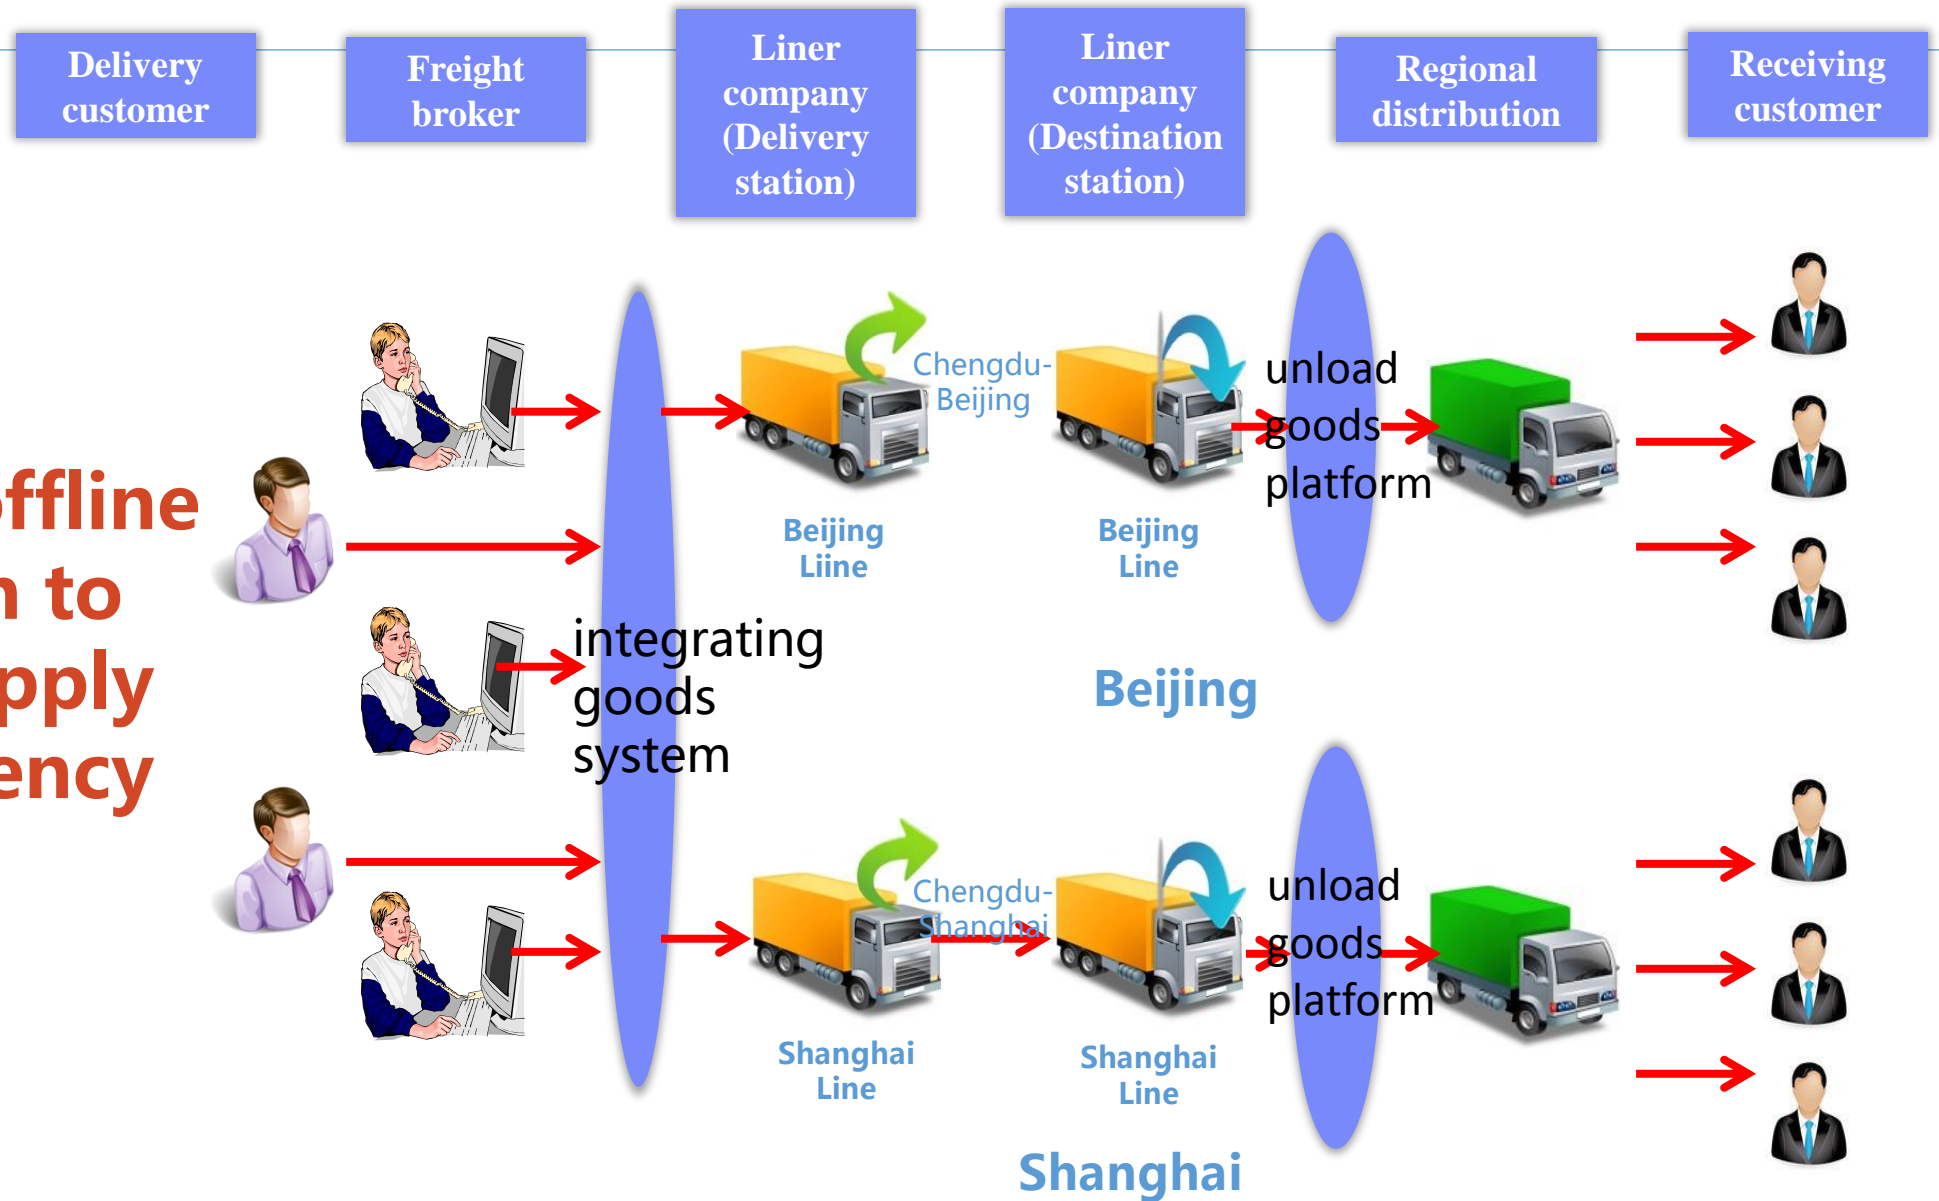 Delivery
customer
Freight
broker
Liner
company
(Delivery
station)
Liner
company
(Destination
station)
Regional
distribution
Receiving
customer
Chengdu-
Beijing
unload
goods
platform
Beijing
Liine
Beijing
Line
to
integrating
goods
system
Beijing
Chengdu-
Shanghai
unload
goods
platform
Shanghai
Line
Shanghai
Line
Shanghai